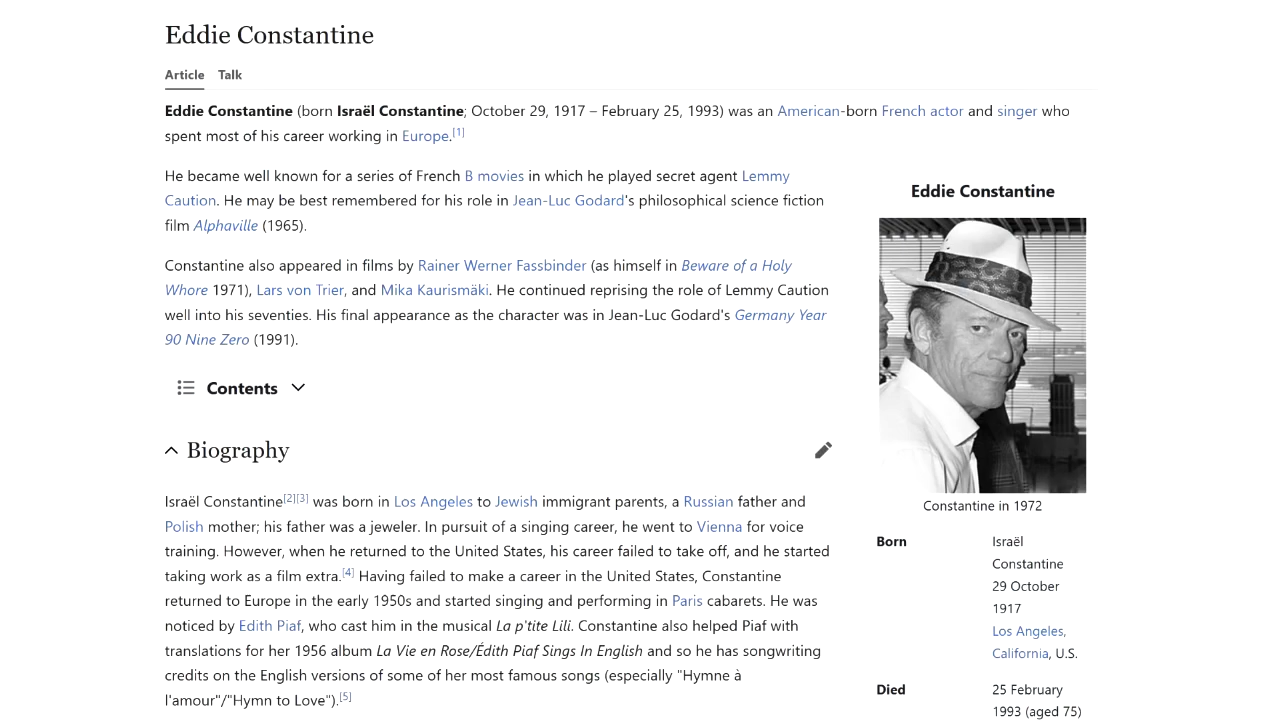 Eddie Constantine
Article Talk
Eddie Constantine (born Israël Constantine; October 29, 1917 – February 25, 1993) was an American-born French actor and singer who
spent most of his career working in Europe.[1]
He became well known for a series of French B movies in which he played secret agent Lemmy
Caution. He may be best remembered for his role in Jean-Luc Godard's philosophical science fiction
film Alphaville (1965).
Constantine also appeared in films by Rainer Werner Fassbinder (as himself in Beware of a Holy
Whore 1971), Lars von Trier, and Mika Kaurismäki. He continued reprising the role of Lemmy Caution
well into his seventies. His final appearance as the character was in Jean-Luc Godard's Germany Year
90 Nine Zero (1991).
Contents
Biography
Israël Constantine[2][3] was born in Los Angeles to Jewish immigrant parents, a Russian father and
Polish mother; his father was a jeweler. In pursuit of a singing career, he went to Vienna for voice
training. However, when he returned to the United States, his career failed to take off, and he started
taking work as a film extra.[4] Having failed to make a career in the United States, Constantine
returned to Europe in the early 1950s and started singing and performing in Paris cabarets. He was
noticed by Edith Piaf, who cast him in the musical La p'tite Lili. Constantine also helped Piaf with
translations for her 1956 album La Vie en Rose/Édith Piaf Sings In English and so he has songwriting
credits on the English versions of some of her most famous songs (especially "Hymne à
l'amour"/"Hymn to Love").[5]
Eddie Constantine
Constantine in 1972
Born Israël
Constantine
29 October
1917
Los Angeles,
California, U.S.
Died 25 February
1993 (aged 75)